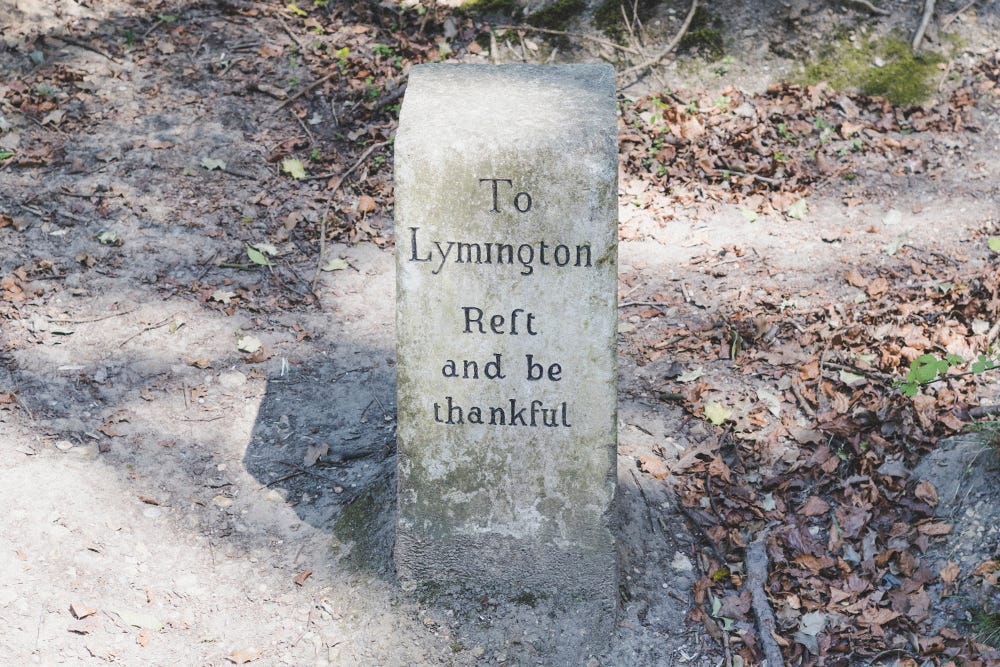 To
Lymington
Reſt
and be
thankful